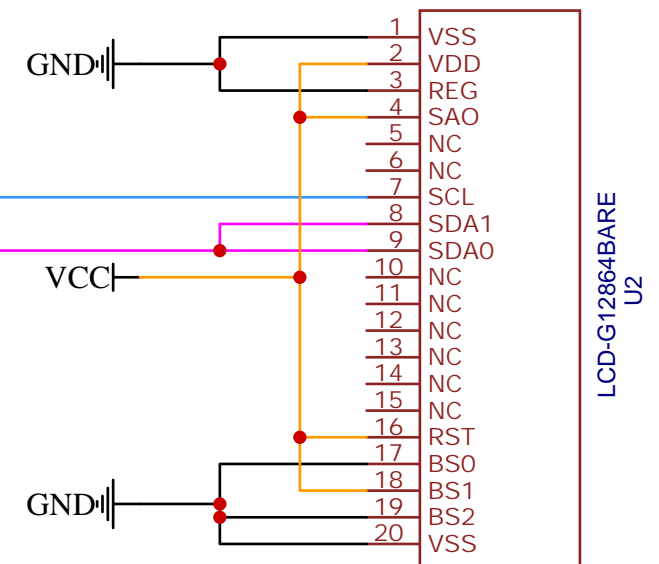 1 VSS
2 VDD
GND
3 REG
4 SAO
5 NC
6 NC
7 SCL
8 SDA1
9 SDA0
VCC
10 NC
11 NC
12 NC
13 NC
14 NC
15 NC
16 RST
17 BS0
18 BS1
GND
19 BS2
20 VSS
LCD-G12864BARE
U2